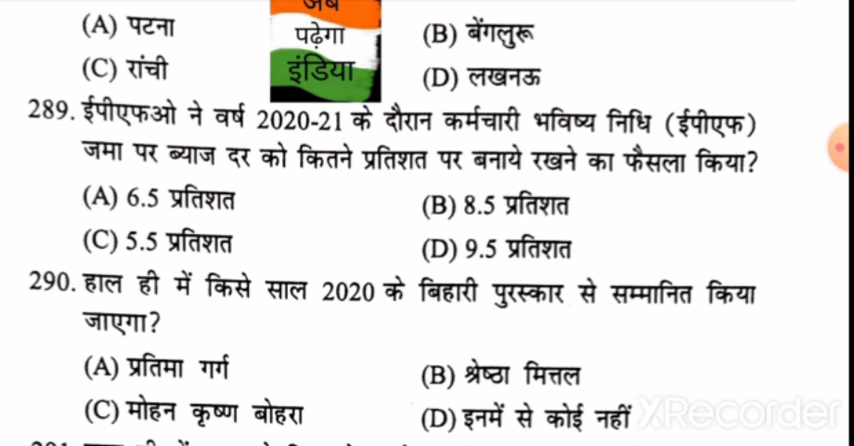 (A) पटना
(B) बेंगलुरू
(C) रांची
(D) लखनऊ
अब
पढ़ेगा
इंडिया
289. ईपीएफओ ने वर्ष 2020-21 के दौरान कर्मचारी भविष्य निधि (ईपीएफ)
जमा पर ब्याज दर को कितने प्रतिशत पर बनाये रखने का फैसला किया?
(A) 6.5 प्रतिशत
(B) 8.5 प्रतिशत
(C) 5.5 प्रतिशत
(D) 9.5 प्रतिशत
290. हाल ही में किसे साल 2020 के बिहारी पुरस्कार से सम्मानित किया
जाएगा?
(A) प्रतिमा गर्ग
(B) श्रेष्ठा मित्तल
(C) मोहन कृष्ण बोहरा
(D) इनमें से कोई नहीं
XRecorder